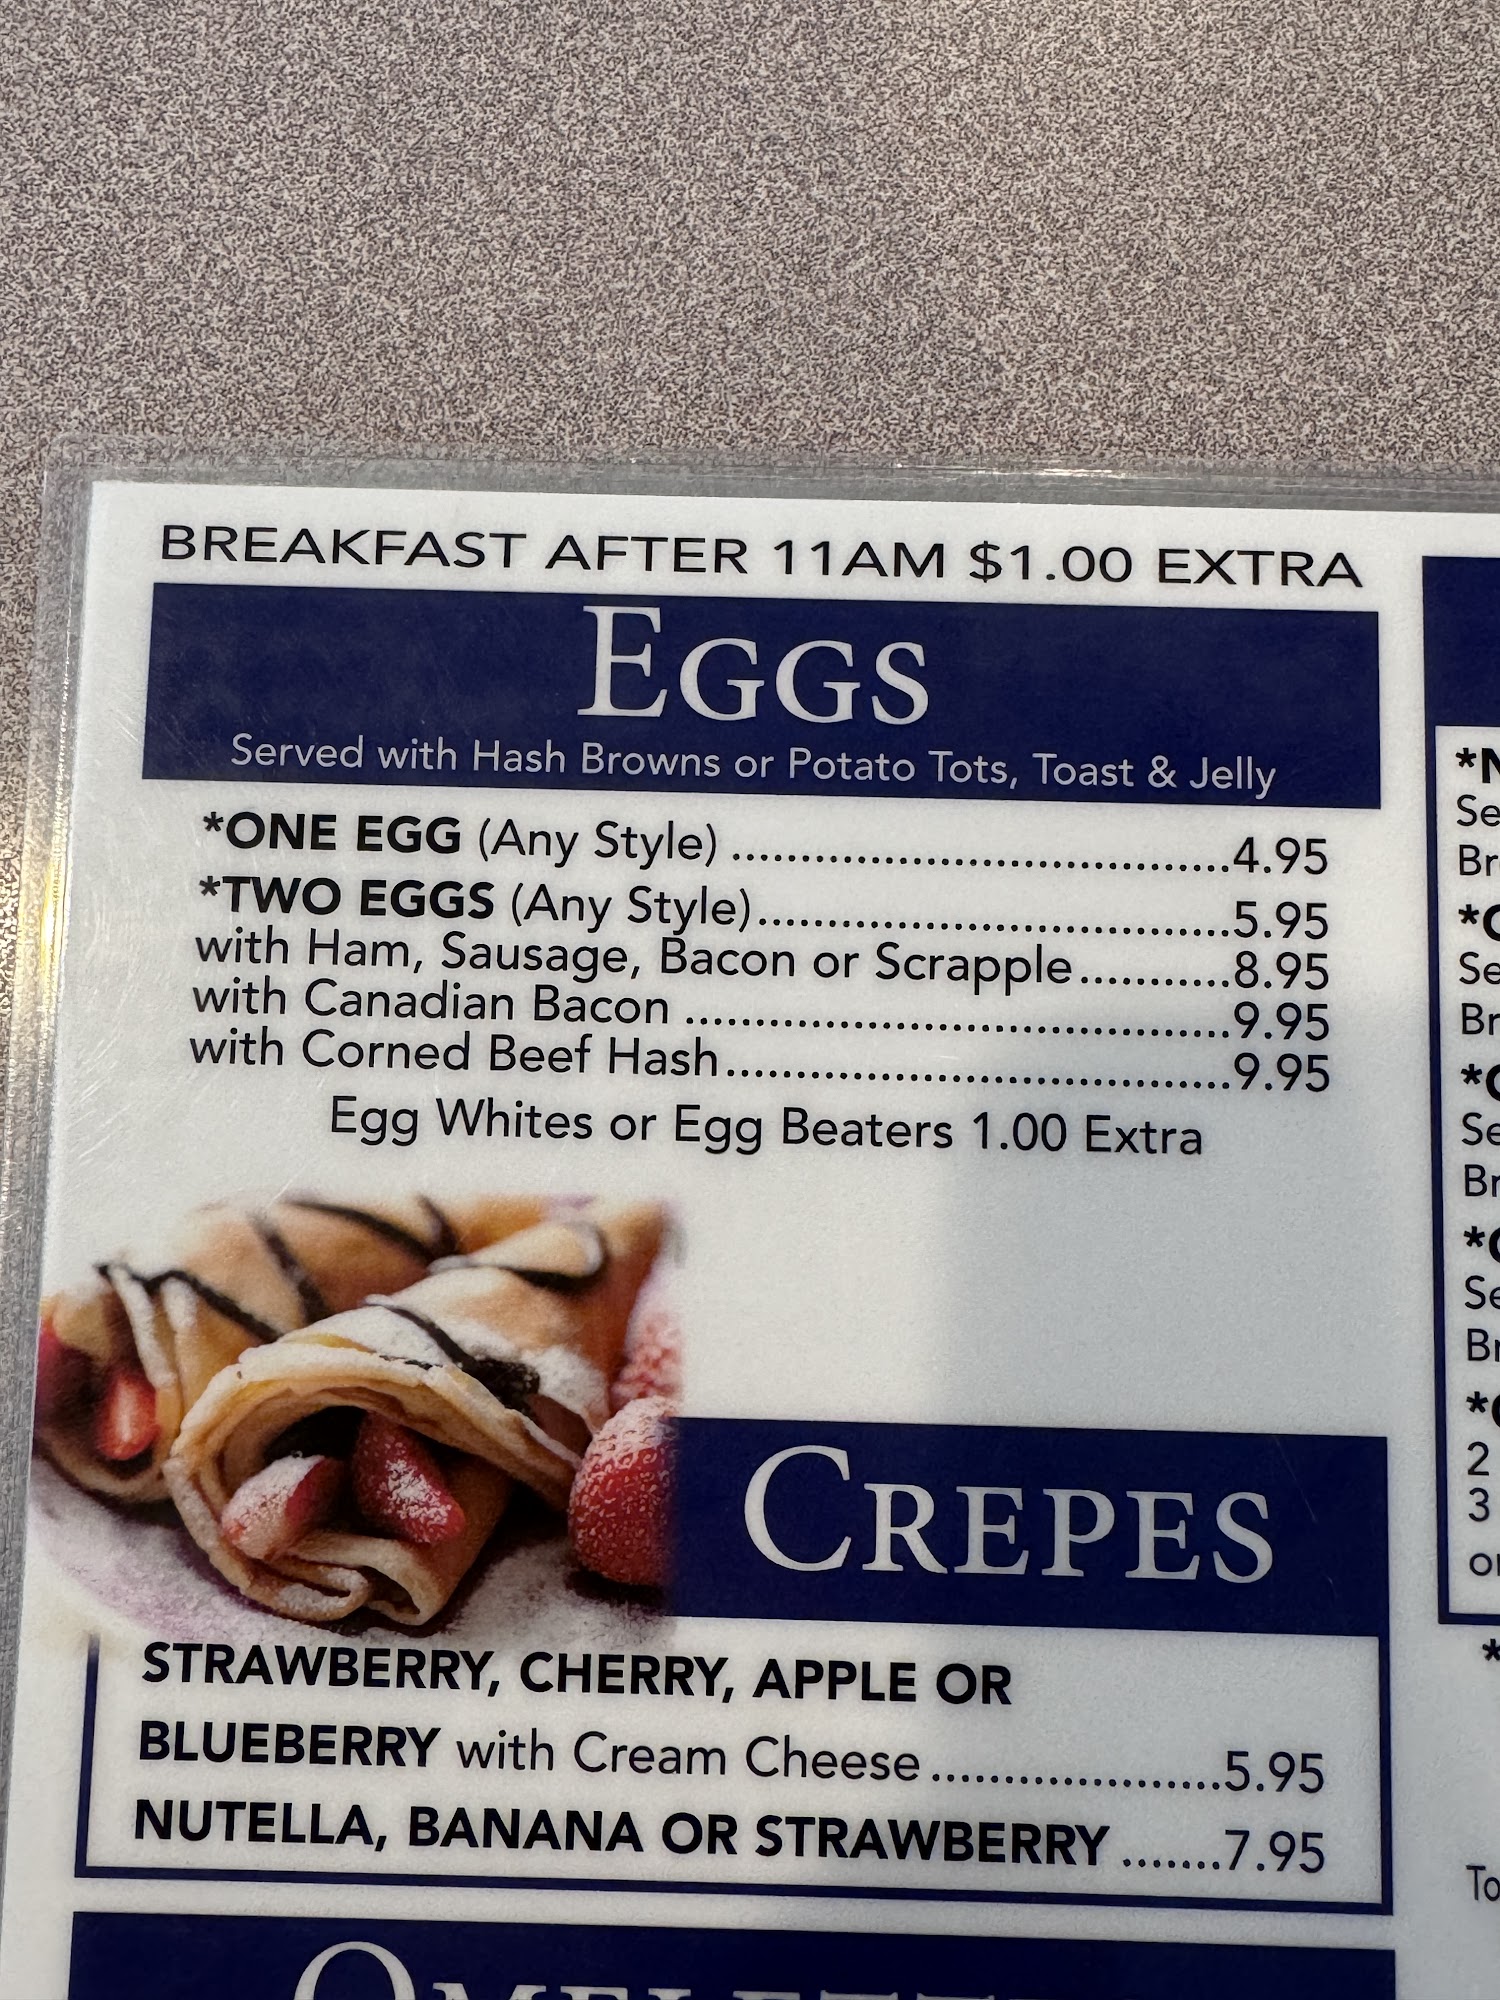 BREAKFAST AFTER 11AM $1.00 EXTRA
EGGS
Served with Hash Browns or Potato Tots, Toast & Jelly
*ONE EGG (Any Style) ....................................4.95
*TWO EGGS (Any Style)..................................5.95
with Ham, Sausage, Bacon or Scrapple...........8.95
with Canadian Bacon .......................................9.95
with Corned Beef Hash.....................................9.95
Egg Whites or Egg Beaters 1.00 Extra
CREPES
STRAWBERRY, CHERRY, APPLE OR
BLUEBERRY with Cream Cheese.....................5.95
NUTELLA, BANANA OR STRAWBERRY .......7.95
2
3